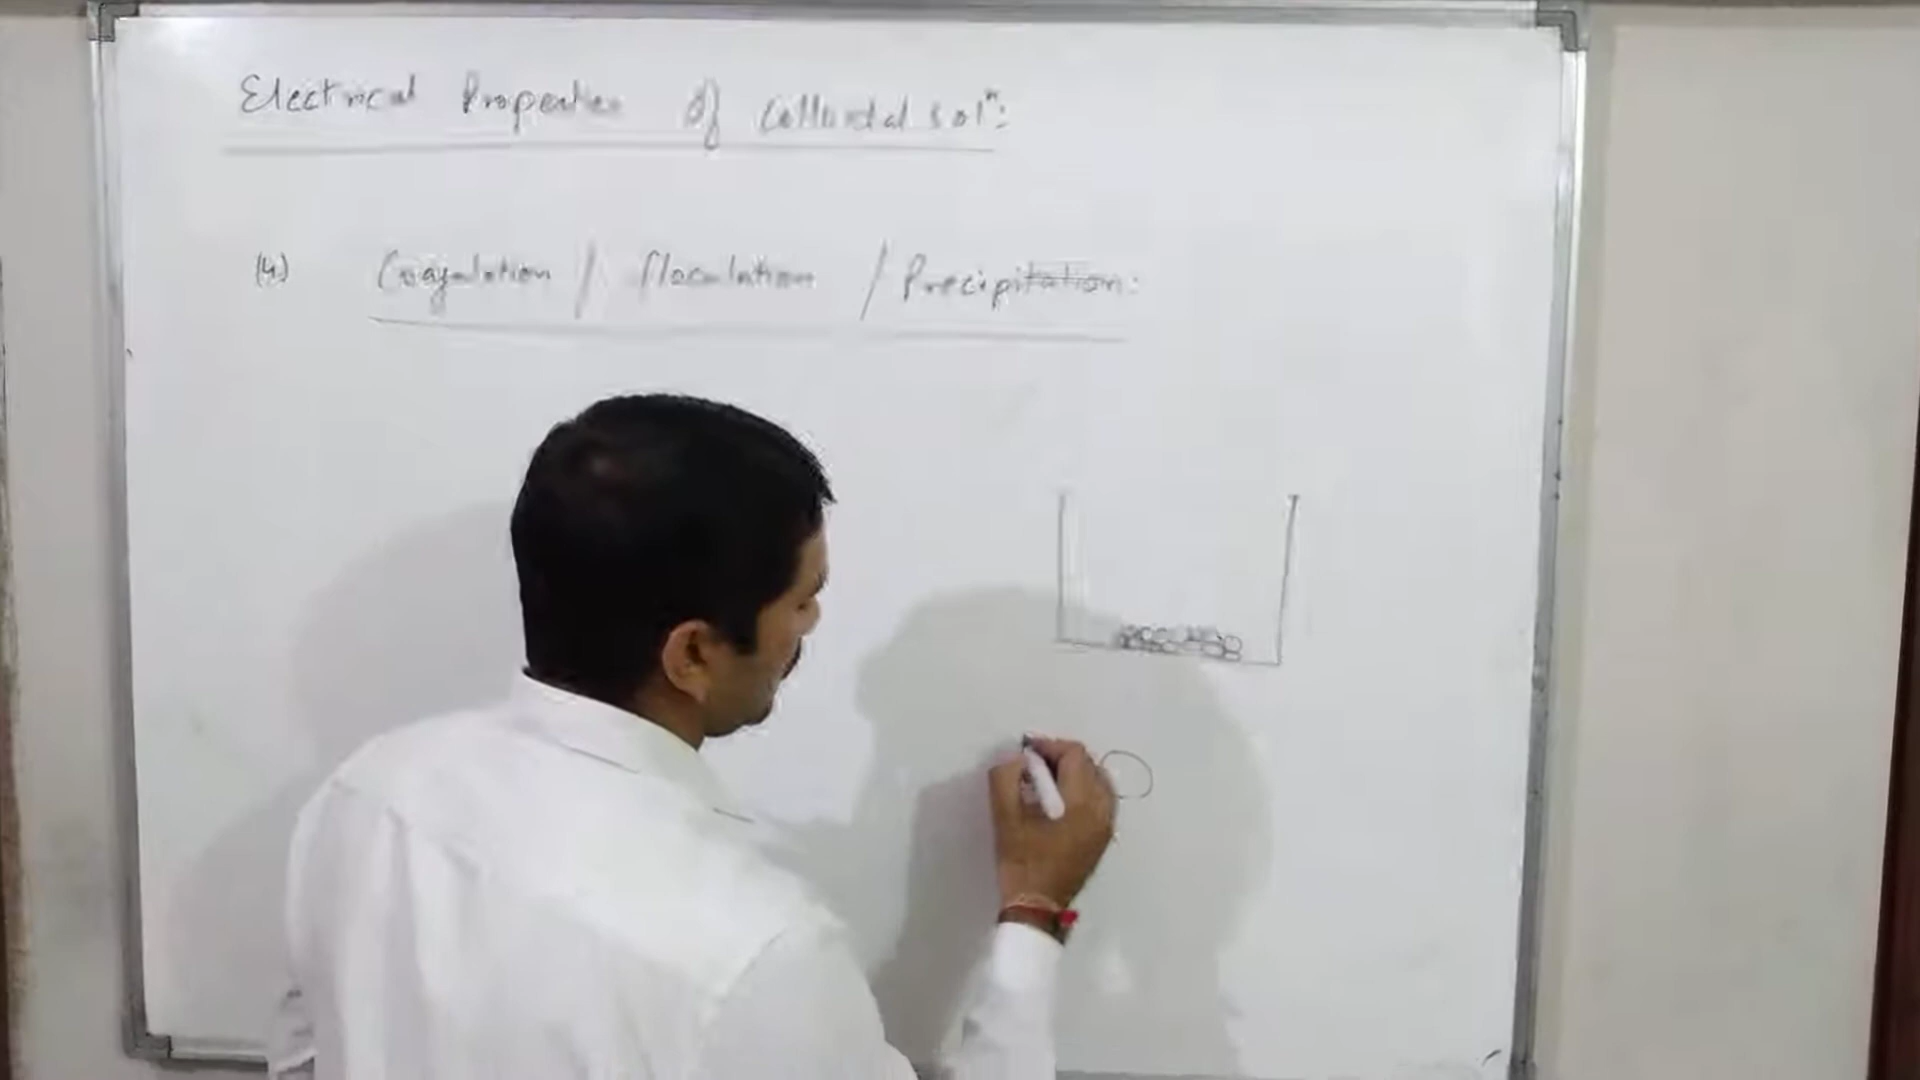 Electrical Properties of Colloidal solⁿ:
(4) Coagulation / Flocculation / Precipitation: